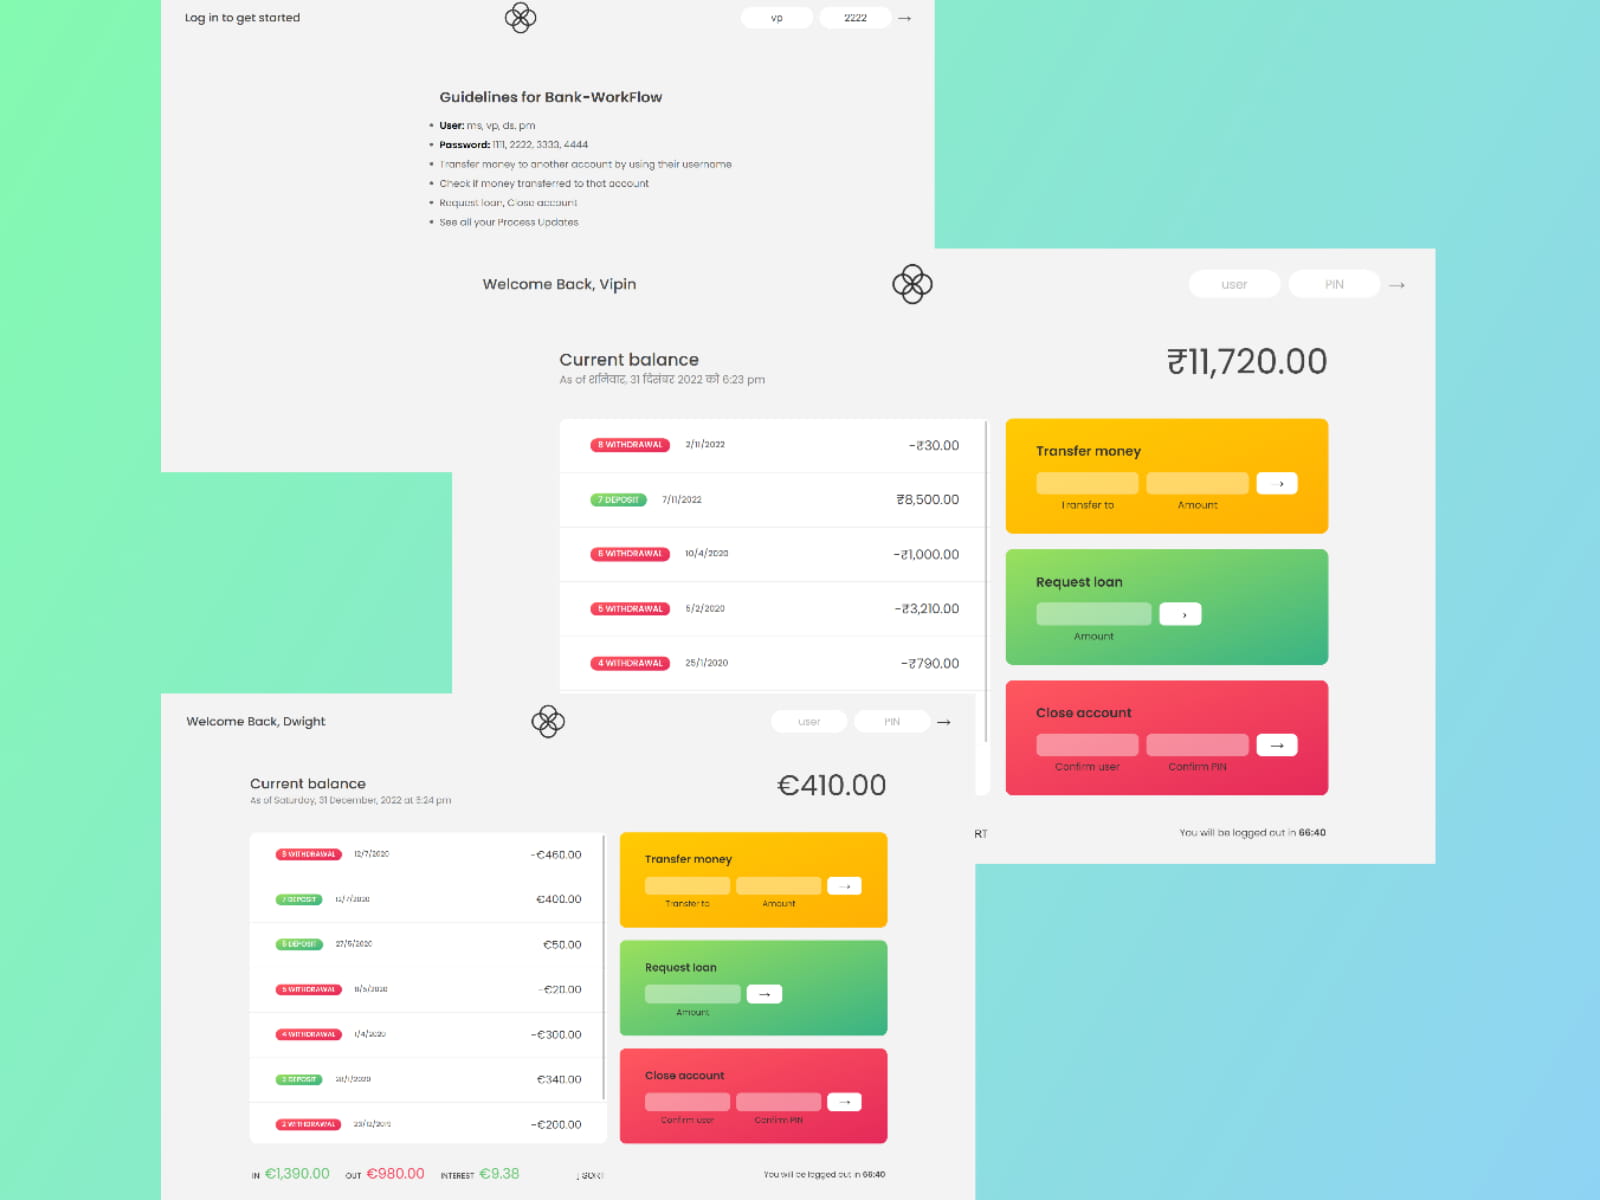 Log in to get started
vp
2222
→
Guidelines for Bank-WorkFlow
• User: ms, vp, ds, pm
• Password: 1111, 2222, 3333, 4444
• Transfer money to another account by using their username
• Check if money transferred to that account
• Request loan, Close account
• See all your Process Updates
Welcome Back, Vipin
user
PIN
→
Current balance
As of शनिवार, 31 दिसंबर 2022 को 6:23 pm
₹11,720.00
8 WITHDRAWAL 2/11/2022 -₹30.00
7 DEPOSIT 7/11/2022 ₹8,500.00
6 WITHDRAWAL 10/4/2020 -₹1,000.00
5 WITHDRAWAL 5/2/2020 -₹3,210.00
4 WITHDRAWAL 25/1/2020 -₹790.00
Transfer money
→
Transfer to Amount
Request loan
Amount
Close account
→
Confirm user Confirm PIN
RT
You will be logged out in 66:40
Welcome Back, Dwight
user
PIN
→
Current balance
As of Saturday, 31 December, 2022 at 6:24 pm
€410.00
8 WITHDRAWAL 12/7/2020 -€460.00
7 DEPOSIT 12/7/2020 €400.00
6 DEPOSIT 27/5/2020 €50.00
5 WITHDRAWAL 8/5/2020 -€20.00
4 WITHDRAWAL 1/4/2020 -€300.00
3 DEPOSIT €340.00
2 WITHDRAWAL 23/12/2019 -€200.00
Transfer money
→
Transfer to Amount
Request loan
→
Amount
Close account
→
Confirm user Confirm PIN
IN €1,390.00 OUT €980.00 INTEREST €9.38
↓ SORT
You will be logged out in 66:40